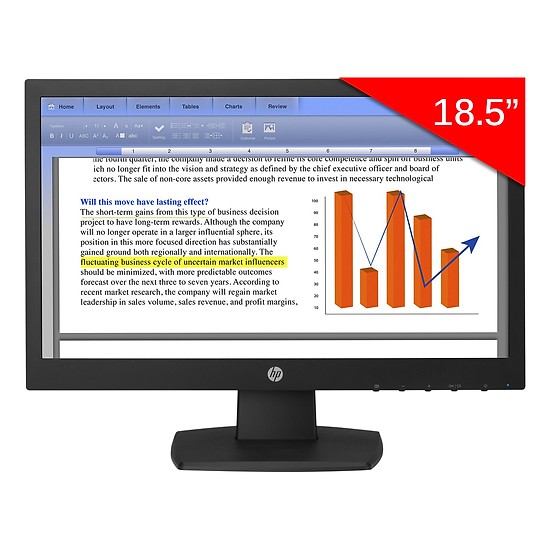 18.5”
Home Layout Elements Tables Charts Review
B I U ABC A² A₂ A abc
1 2 3 4 5 6 7 8
the fourth quarter, the company made a decision to refine its core competence and spin off business units
ich no longer fit into the vision and strategy as defined by the chief executive officer and board of
ectors. The sale of non-core assets provided enough revenue to invest in necessary technological
Will this move have lasting effect?
The short-term gains from this type of business decision
project to have long-term rewards. Although the company
will no longer operate in a larger influential sphere, its
position in this more focused direction has substantially
gained ground both regionally and internationally. The
fluctuating business cycle of uncertain market influencers
should be minimized, with more predictable outcomes
forecast over the next three to seven years. According to
recent market research, the company will regain market
leadership in sales volume, sales revenue, and profit margins,
100
90
80
70
60
50
40
30
20
10
hp